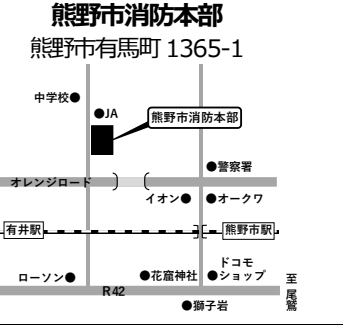 熊野市消防本部
熊野市有馬町 1365-1
中学校●
●JA
熊野市消防本部
●警察署
オレンジロード
イオン●
●オークワ
有井駅
熊野市駅
ローソン●
●花窟神社
ドコモ
●ショップ
至
尾
鷲
R42
●獅子岩